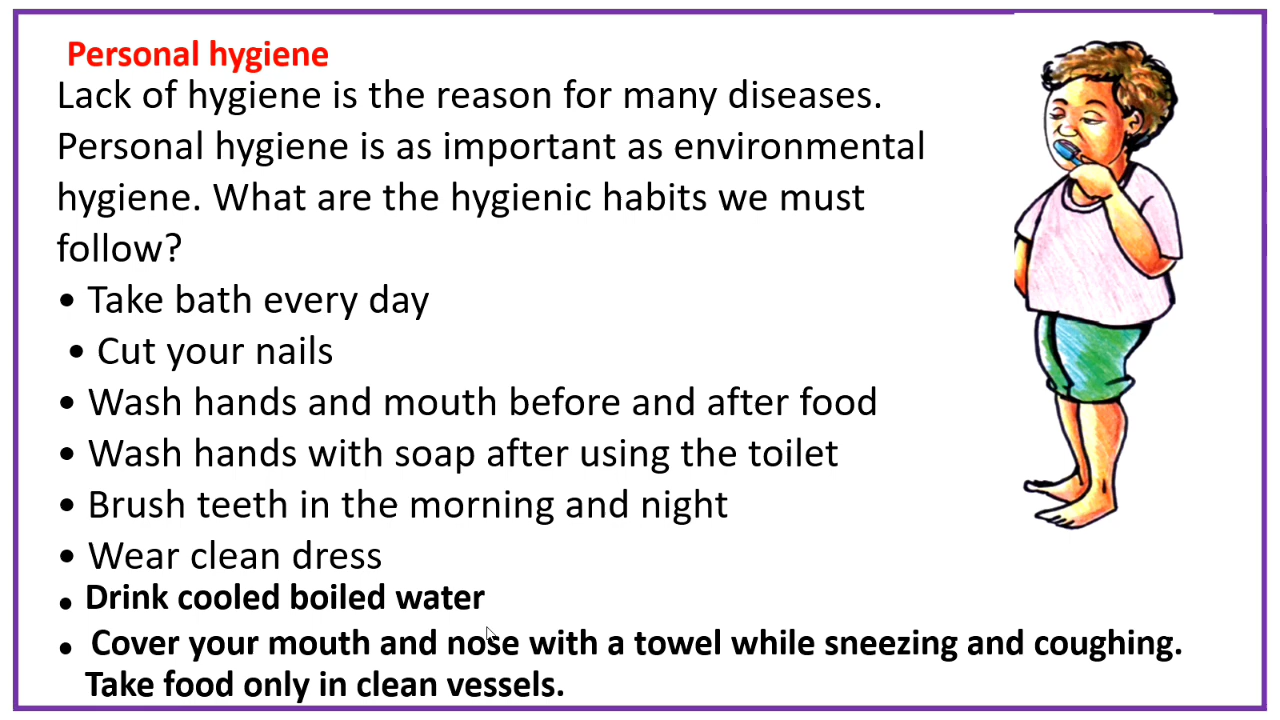 Personal hygiene
Lack of hygiene is the reason for many diseases.
Personal hygiene is as important as environmental
hygiene. What are the hygienic habits we must
follow?
• Take bath every day
• Cut your nails
• Wash hands and mouth before and after food
• Wash hands with soap after using the toilet
• Brush teeth in the morning and night
• Wear clean dress
• Drink cooled boiled water
• Cover your mouth and nose with a towel while sneezing and coughing.
Take food only in clean vessels.